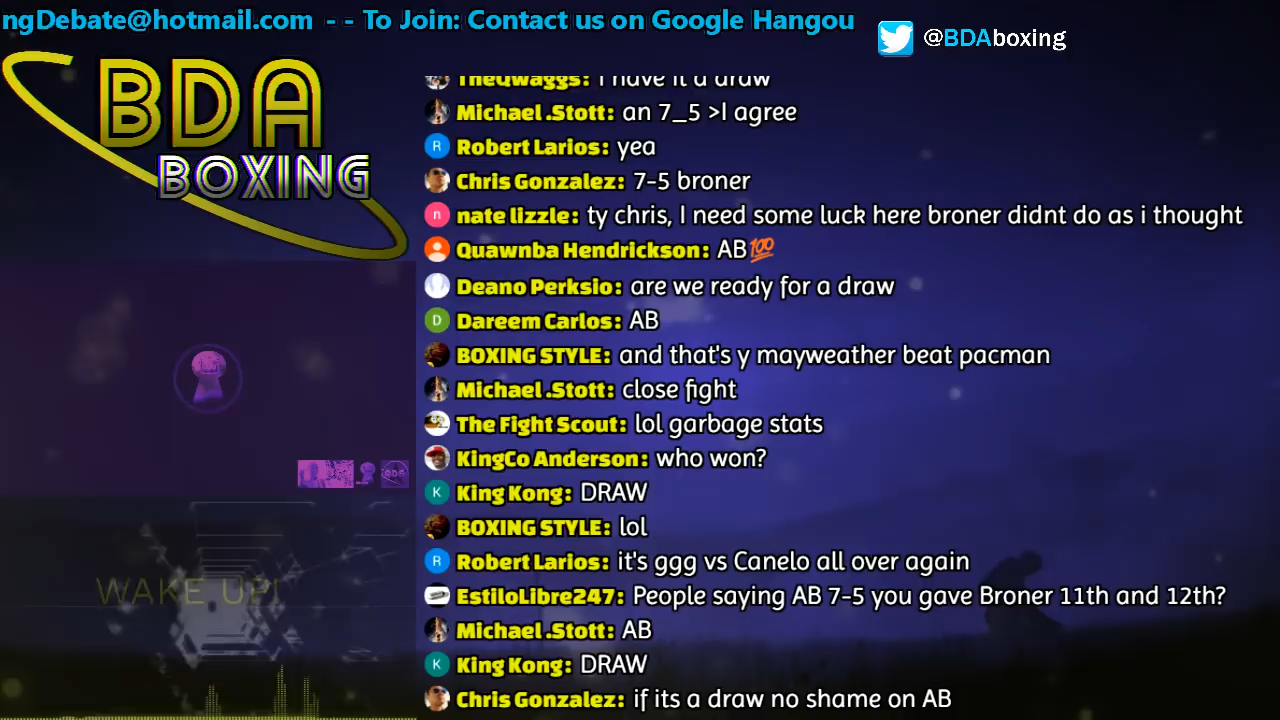 ngDebate@hotmail.com - - To Join: Contact us on Google Hangou
@BDAboxing
BDA
BOXING
TheQwaggs: I have it a draw
Michael .Stott: an 7_5 >I agree
Robert Larios: yea
Chris Gonzalez: 7-5 broner
nate lizzle: ty chris, I need some luck here broner didnt do as i thought
Quawnba Hendrickson: AB💯
Deano Perksio: are we ready for a draw
Dareem Carlos: AB
BOXING STYLE: and that's y mayweather beat pacman
Michael .Stott: close fight
The Fight Scout: lol garbage stats
KingCo Anderson: who won?
King Kong: DRAW
BOXING STYLE: lol
Robert Larios: it's ggg vs Canelo all over again
EstiloLibre247: People saying AB 7-5 you gave Broner 11th and 12th?
Michael .Stott: AB
King Kong: DRAW
Chris Gonzalez: if its a draw no shame on AB
WAKE UP!